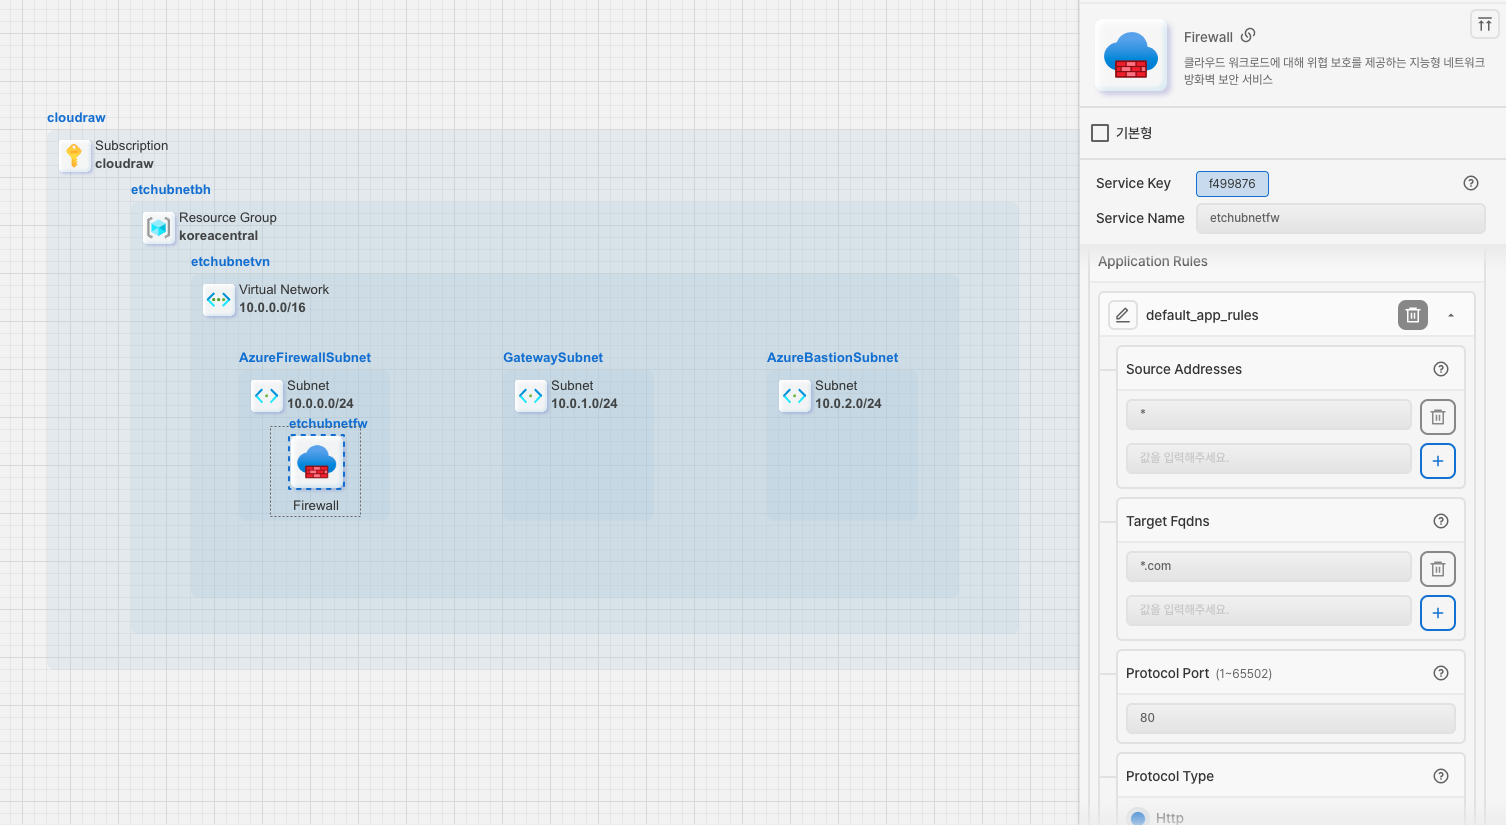 cloudraw
Subscription
cloudraw
etchubnetbh
Resource Group
koreacentral
etchubnetvn
Virtual Network
10.0.0.0/16
AzureFirewallSubnet
Subnet
10.0.0.0/24
etchubnetfw
Firewall
GatewaySubnet
Subnet
10.0.1.0/24
AzureBastionSubnet
Subnet
10.0.2.0/24
Firewall
클라우드 워크로드에 대해 위협 보호를 제공하는 지능형 네트워크
방화벽 보안 서비스
기본형
Service Key f499876
Service Name etchubnetfw
Application Rules
default_app_rules
Source Addresses
*
값을 입력해주세요.
Target Fqdns
*.com
값을 입력해주세요.
Protocol Port (1~65502)
80
Protocol Type
Http